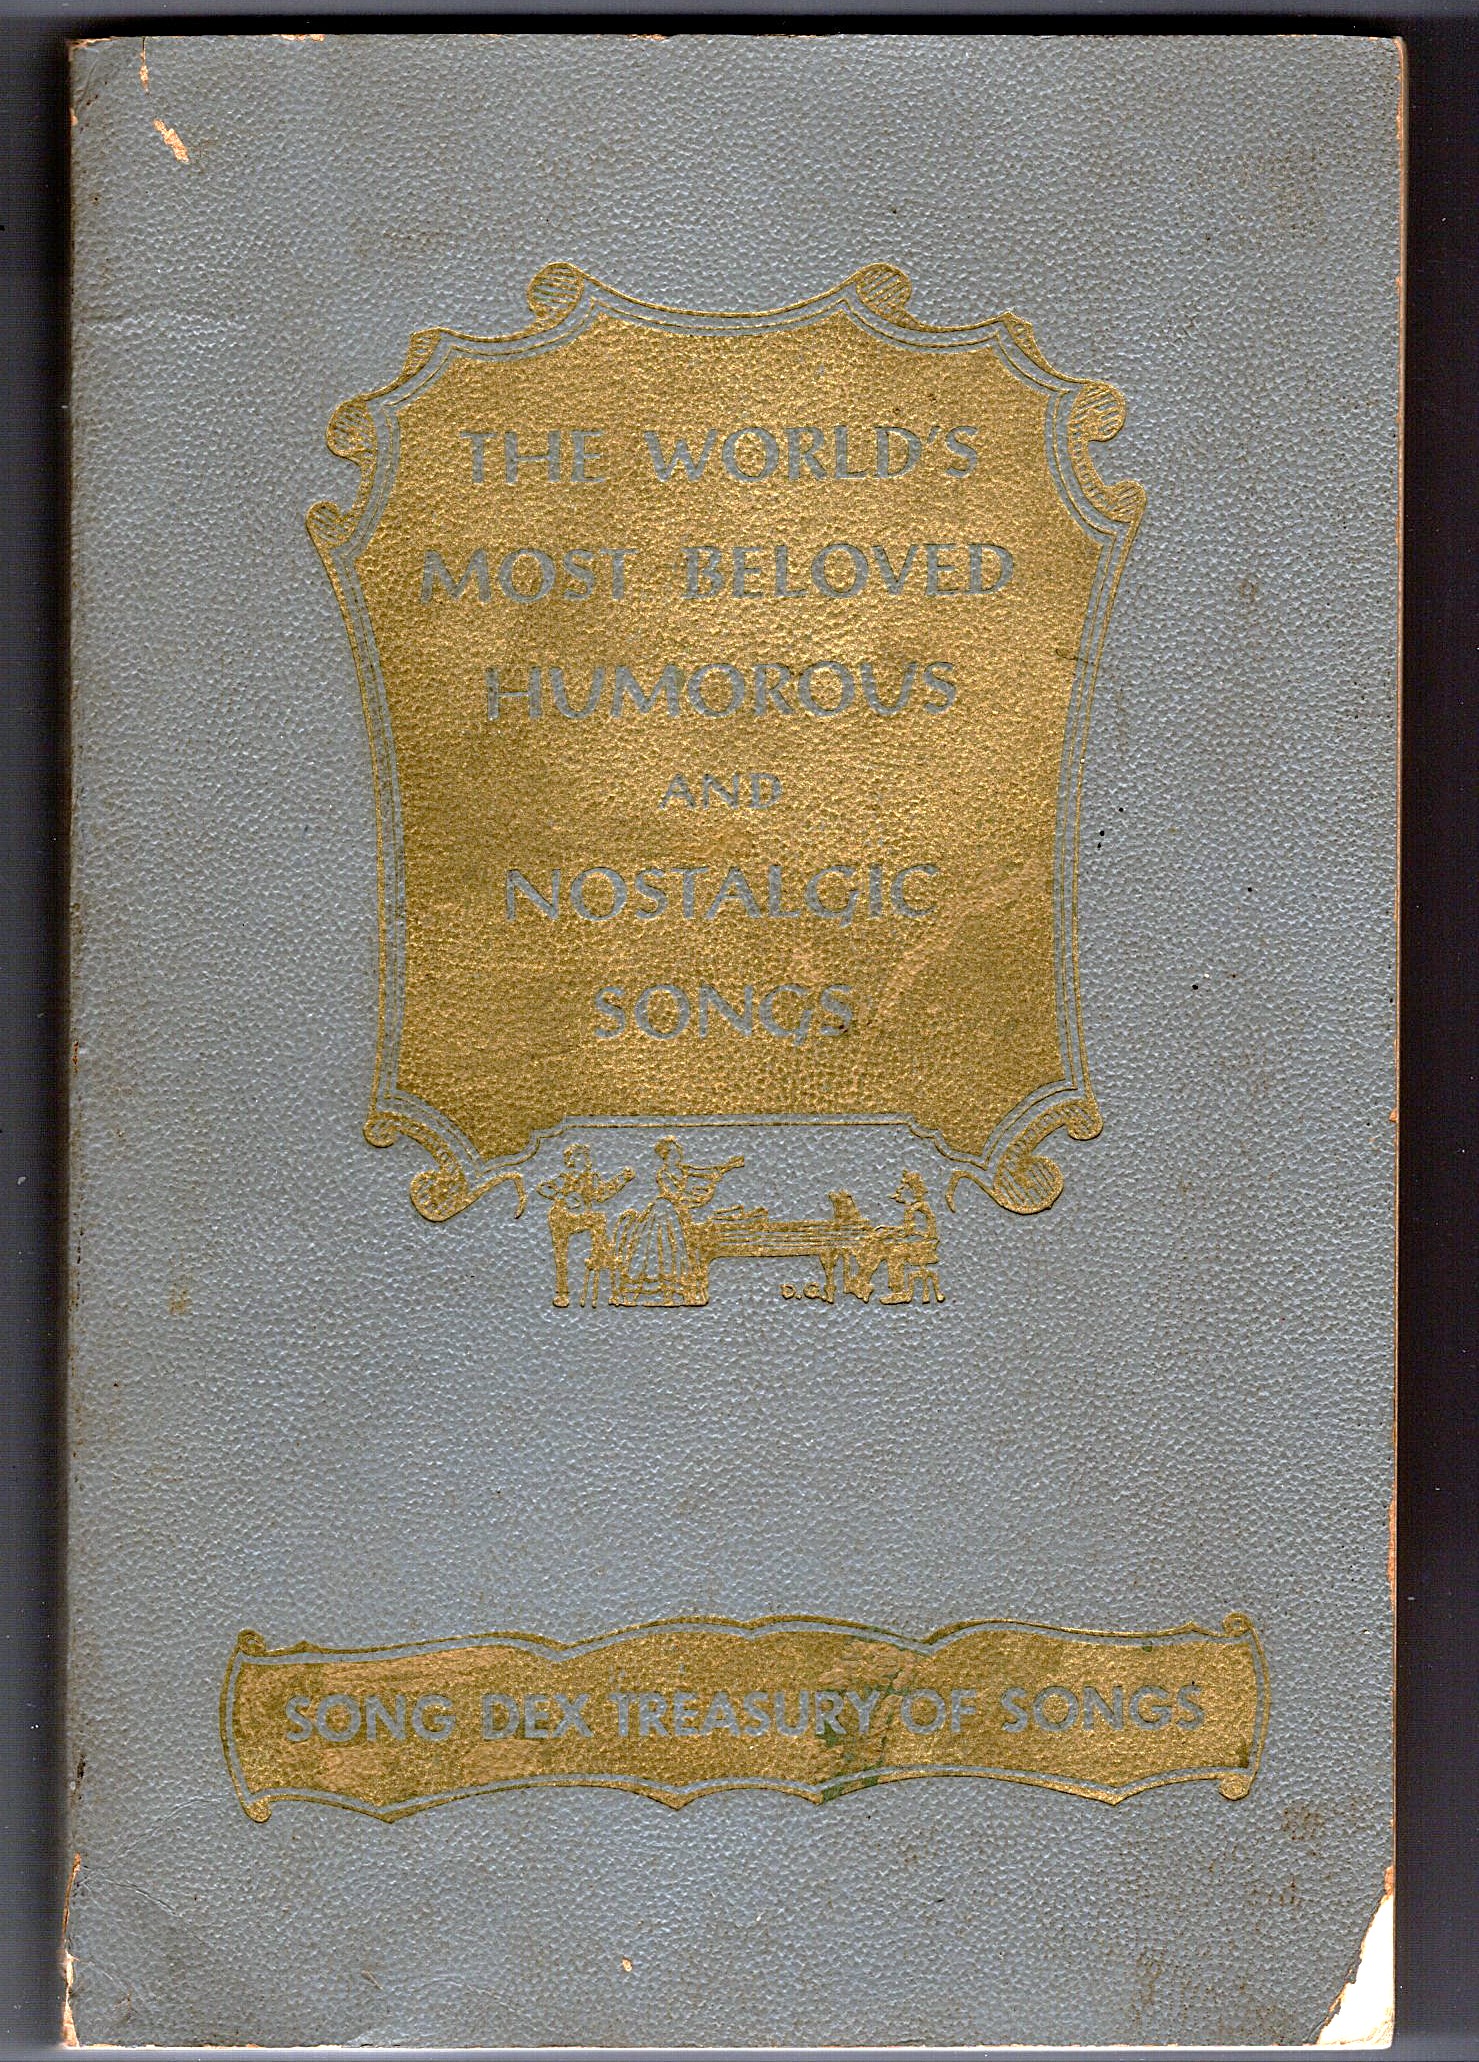 THE WORLD'S
MOST BELOVED
HUMOROUS
AND
NOSTALGIC
SONGS
D.G.
SONG DEX TREASURY OF SONGS